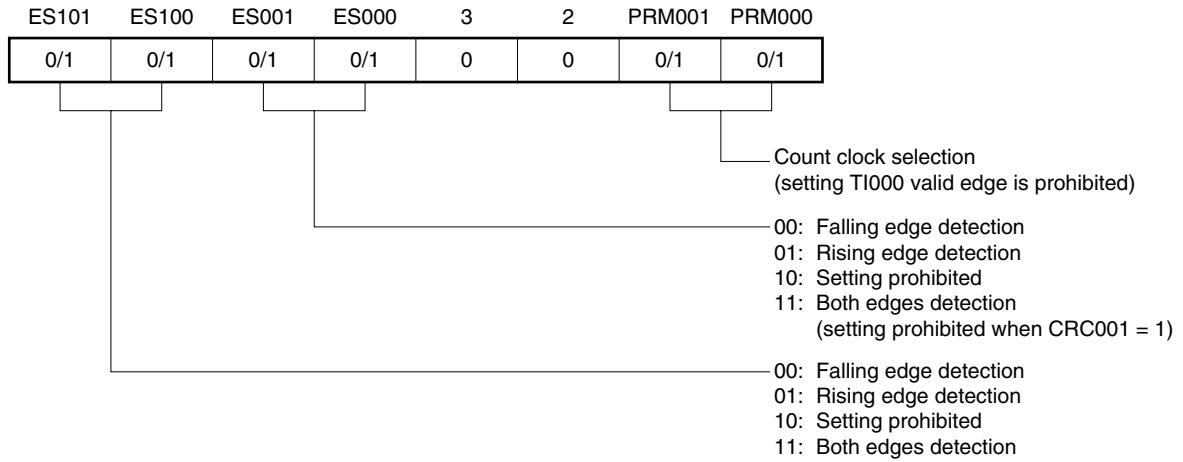 ES101 ES100 ES001 ES000 3 2 PRM001 PRM000
0/1 0/1 0/1 0/1 0 0 0/1 0/1
Count clock selection
(setting TI000 valid edge is prohibited)
00: Falling edge detection
01: Rising edge detection
10: Setting prohibited
11: Both edges detection
(setting prohibited when CRC001 = 1)
00: Falling edge detection
01: Rising edge detection
10: Setting prohibited
11: Both edges detection